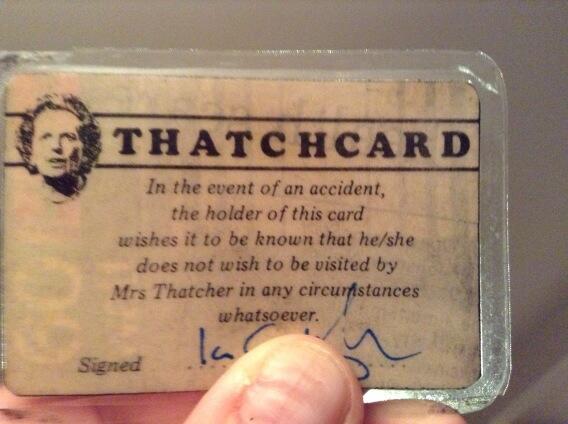 THATCHCARD
In the event of an accident,
the holder of this card
wishes it to be known that he/she
does not wish to be visited by
Mrs Thatcher in any circumstances
whatsoever.
Signed